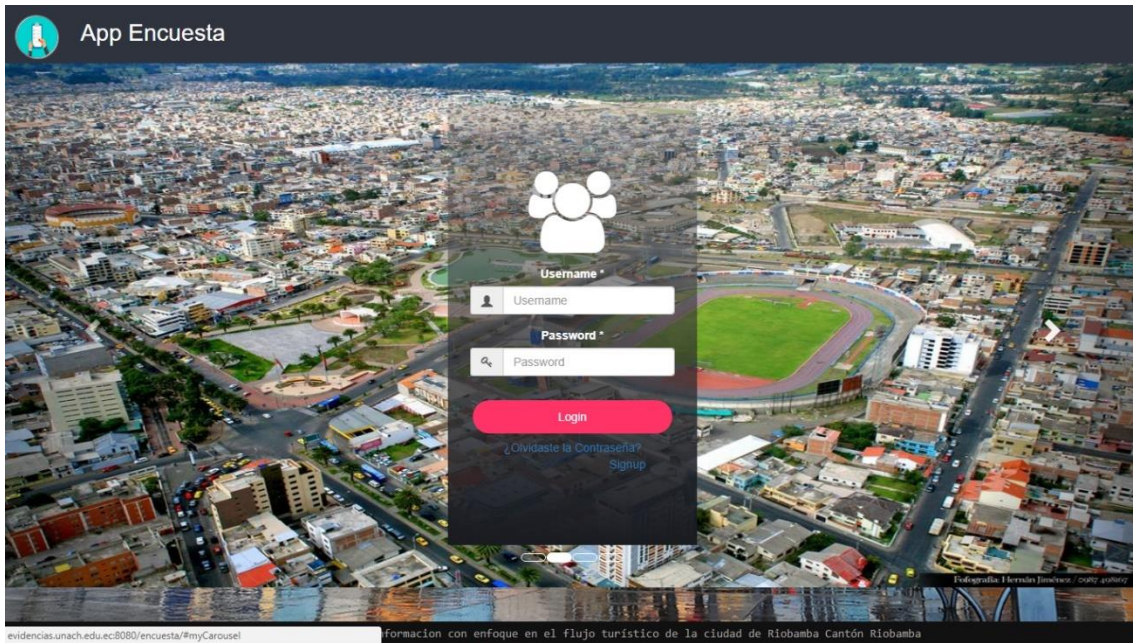 App Encuesta
Username *
Username
Password *
Password
Login
¿Olvidaste la Contraseña?
Signup
Fotografía: Hernán Jiménez /
evidencias.unach.edu.ec:8080/encuesta/#myCarousel
nformacion con enfoque en el flujo turístico de la ciudad de Riobamba Cantón Riobamba